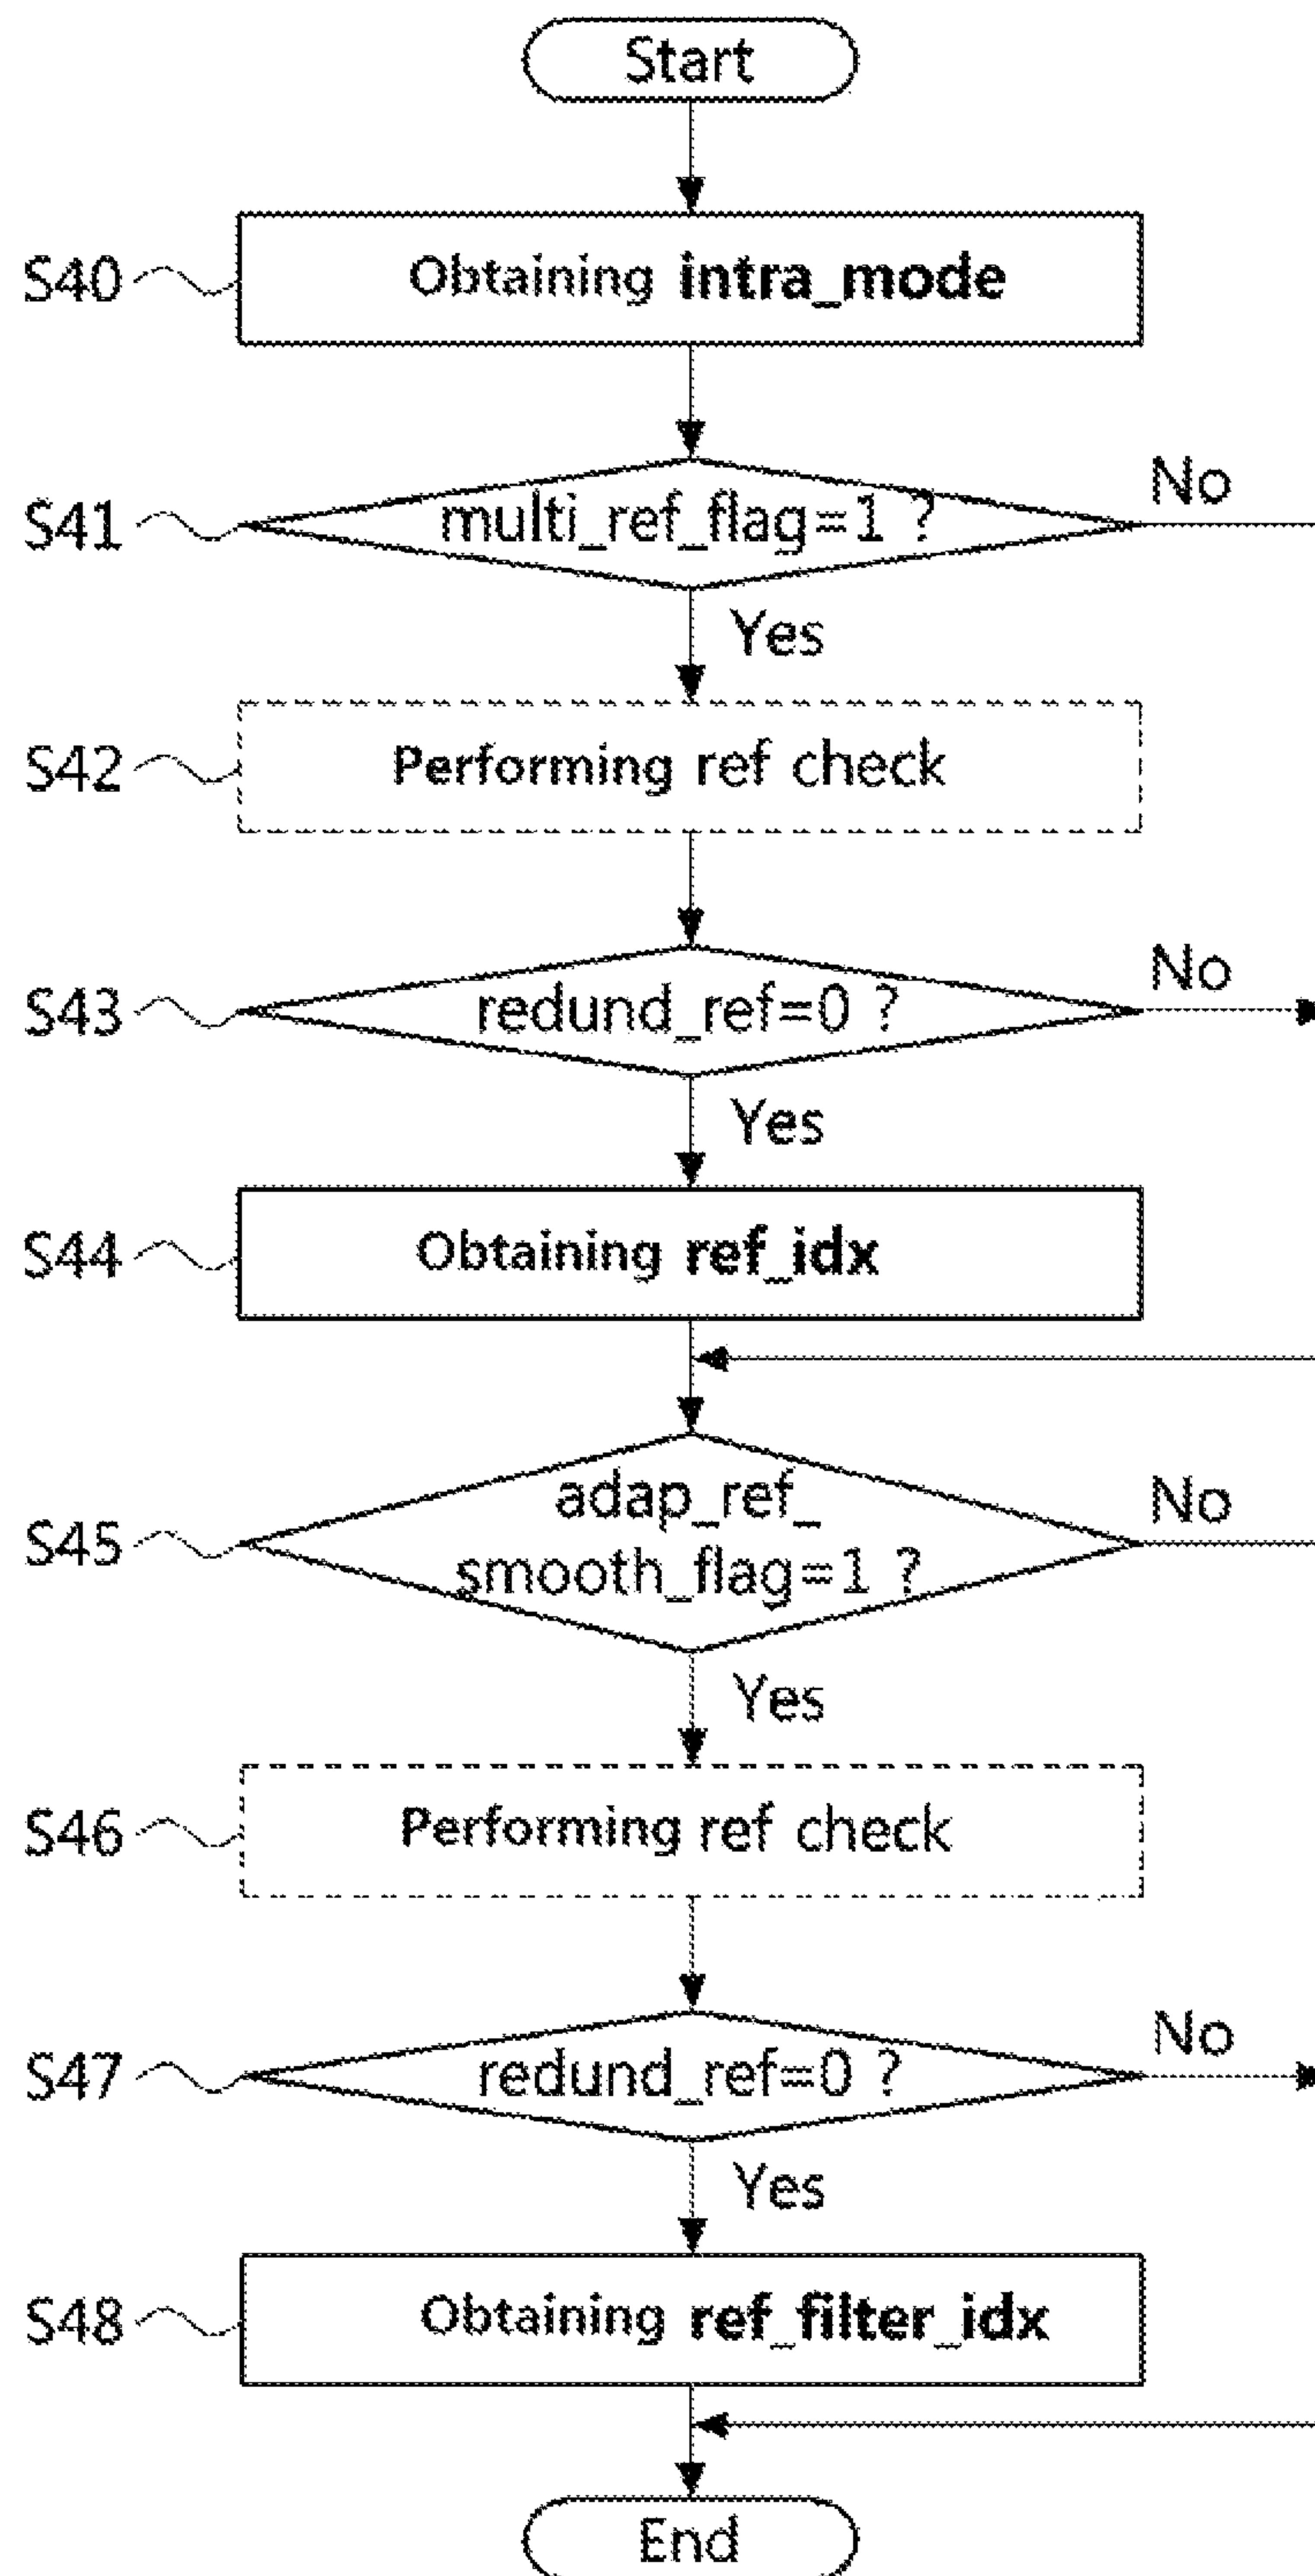 Start
S40
Obtaining intra_mode
S41
multi_ref_flag=1 ?
No
Yes
S42
Performing ref check
S43
redund_ref=0 ?
No
Yes
S44
Obtaining ref_idx
S45
adap_ref_
smooth_flag=1 ?
No
Yes
S46
Performing ref check
S47
redund_ref=0 ?
No
Yes
S48
Obtaining ref_filter_idx
End